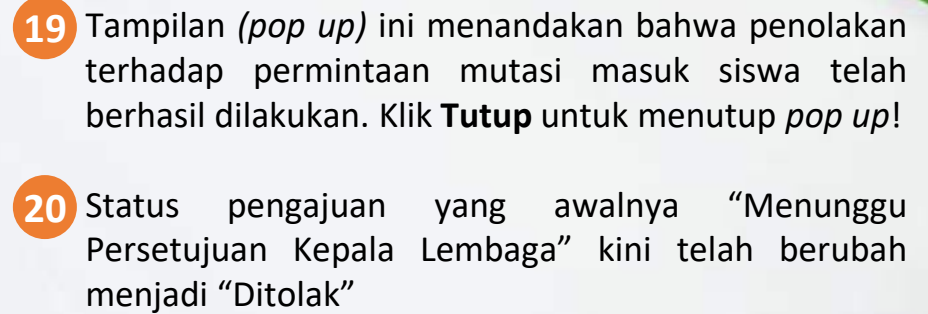 19 Tampilan (pop up) ini menandakan bahwa penolakan
terhadap permintaan mutasi masuk siswa telah
berhasil dilakukan. Klik Tutup untuk menutup pop up!
20 Status pengajuan yang awalnya “Menunggu
Persetujuan Kepala Lembaga” kini telah berubah
menjadi “Ditolak”